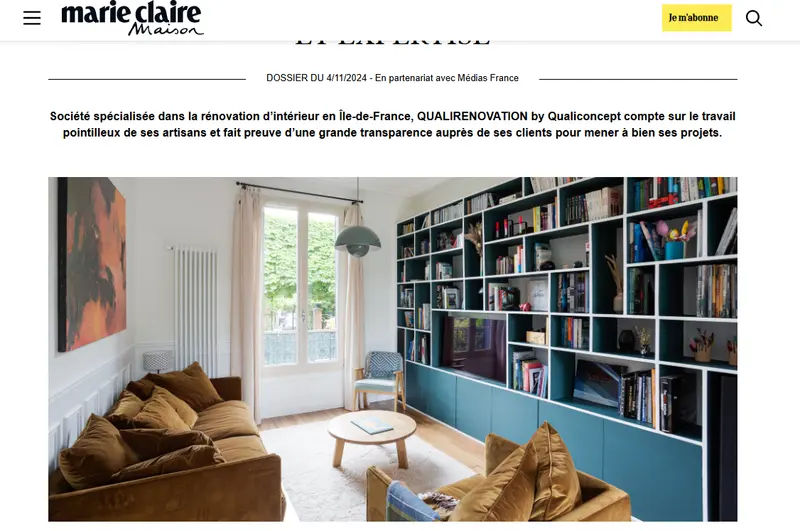 marie claire
Maison
Je m'abonne
ET EXPERTISE
DOSSIER DU 4/11/2024 - En partenariat avec Médias France
Société spécialisée dans la rénovation d'intérieur en Île-de-France, QUALIRENOVATION by Qualiconcept compte sur le travail
pointilleux de ses artisans et fait preuve d'une grande transparence auprès de ses clients pour mener à bien ses projets.